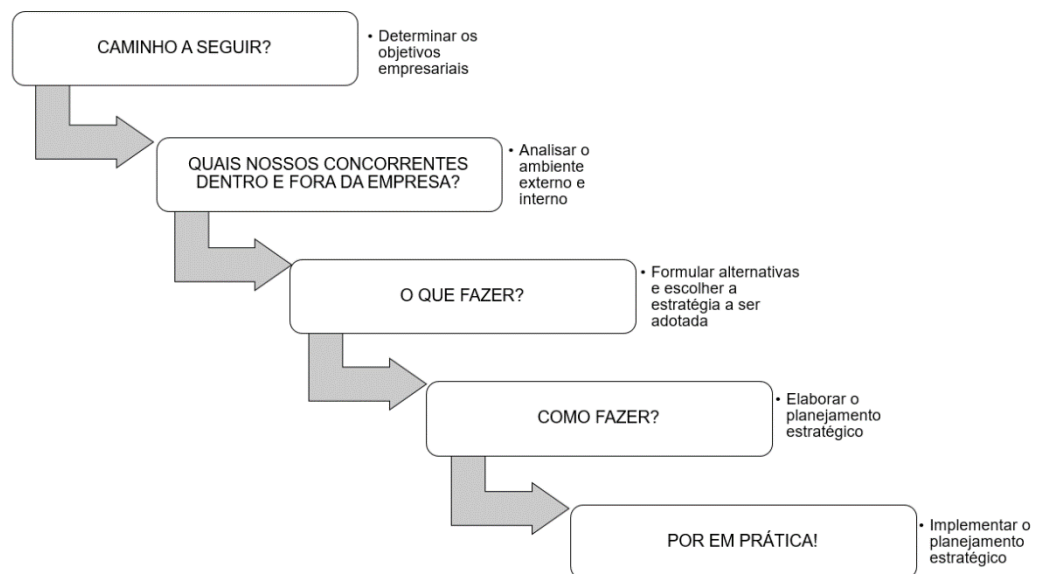 CAMINHO A SEGUIR?
• Determinar os
objetivos
empresariais
QUAIS NOSSOS CONCORRENTES
DENTRO E FORA DA EMPRESA?
• Analisar o
ambiente
externo e
interno
O QUE FAZER?
• Formular alternativas
e escolher a
estratégia a ser
adotada
COMO FAZER?
• Elaborar o
planejamento
estratégico
POR EM PRÁTICA!
• Implementar o
planejamento
estratégico